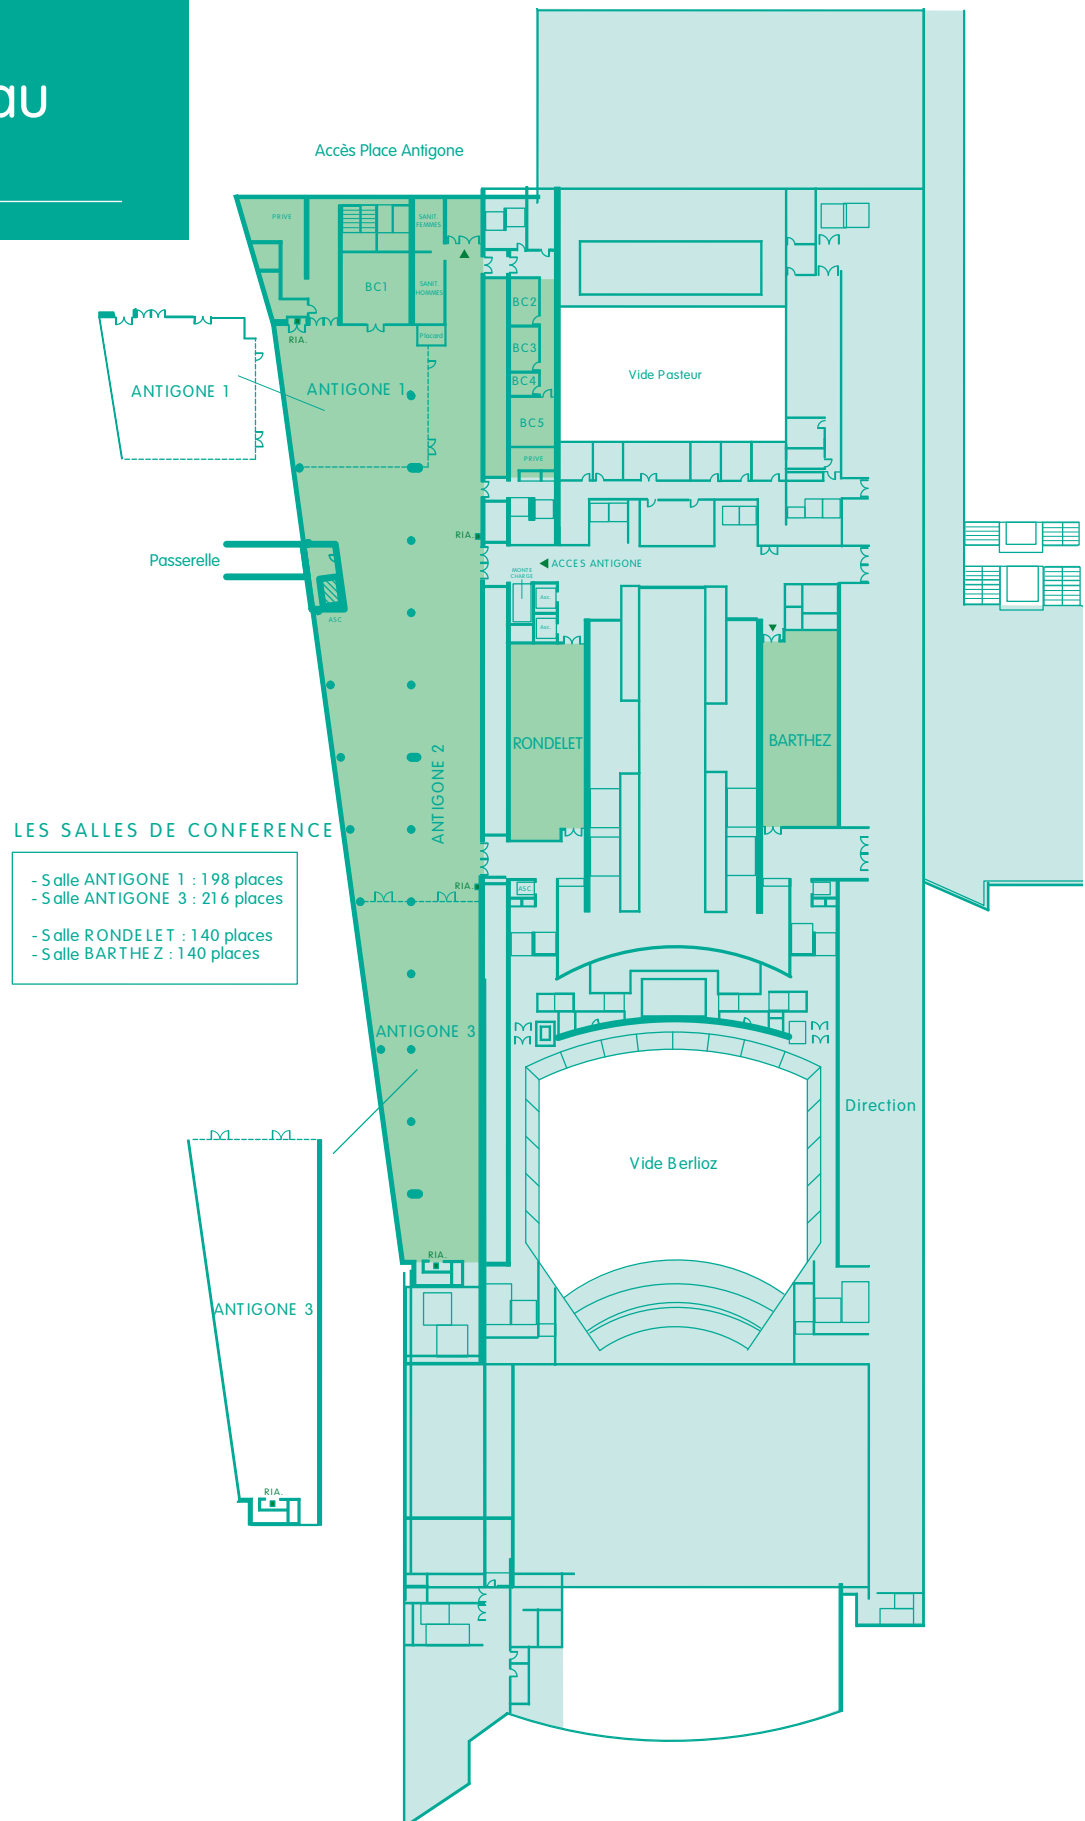 au
Accès Place Antigone
PRIVE
SANIT.
FEMMES
BC1
SANIT.
HOMMES
BC2
RIA.
Placard
BC3
Vide Pasteur
BC4
ANTIGONE 1
ANTIGONE 1
BC5
PRIVE
RIA.
Passerelle
ACCES ANTIGONE
MONTE
CHARGE
Asc.
ASC
Asc.
RONDELET
BARTHEZ
ANTIGONE 2
LES SALLES DE CONFERENCE
- Salle ANTIGONE 1 : 198 places
- Salle ANTIGONE 3 : 216 places
- Salle RONDELET : 140 places
- Salle BARTHEZ : 140 places
RIA.
ASC.
ANTIGONE 3
Direction
Vide Berlioz
RIA.
ANTIGONE 3
RIA.